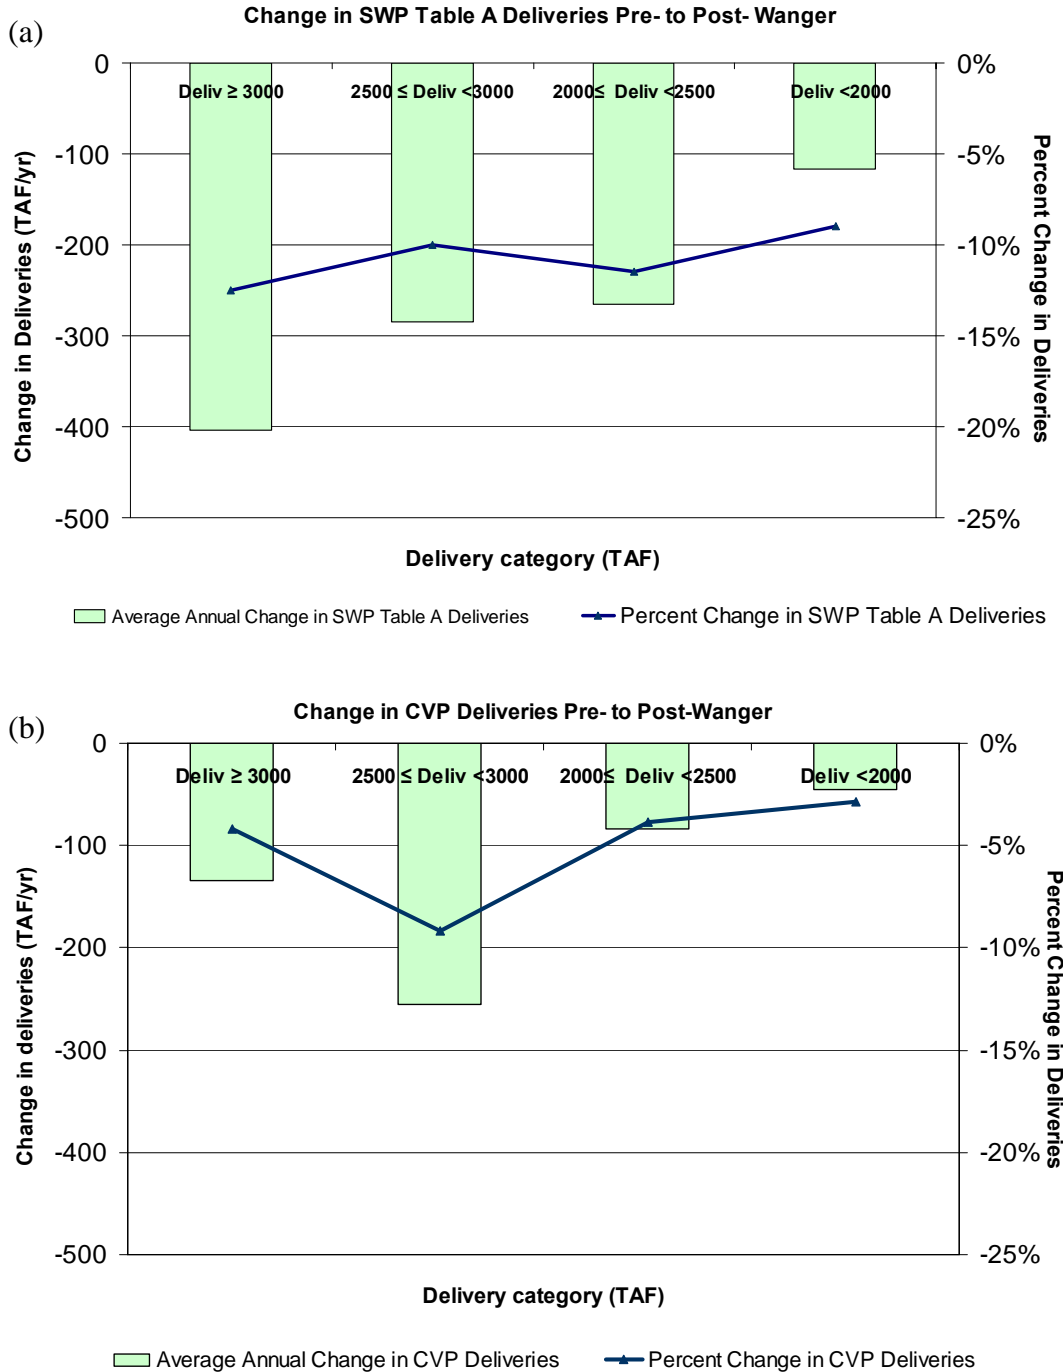 (a)
Change in SWP Table A Deliveries Pre- to Post- Wanger
0 0%
Deliv ≥ 3000 2500 ≤ Deliv <3000 2000≤ Deliv <2500 Deliv <2000
-100 -5%
-200 -10%
-300 -15%
-400 -20%
-500 -25%
Change in Deliveries (TAF/yr)
Percent Change in Deliveries
Delivery category (TAF)
Average Annual Change in SWP Table A Deliveries Percent Change in SWP Table A Deliveries
(b)
Change in CVP Deliveries Pre- to Post-Wanger
0 0%
Deliv ≥ 3000 2500 ≤ Deliv <3000 2000≤ Deliv <2500 Deliv <2000
-100 -5%
-200 -10%
-300 -15%
-400 -20%
-500 -25%
Change in deliveries (TAF/yr)
Percent Change in Deliveries
Delivery category (TAF)
Average Annual Change in CVP Deliveries Percent Change in CVP Deliveries